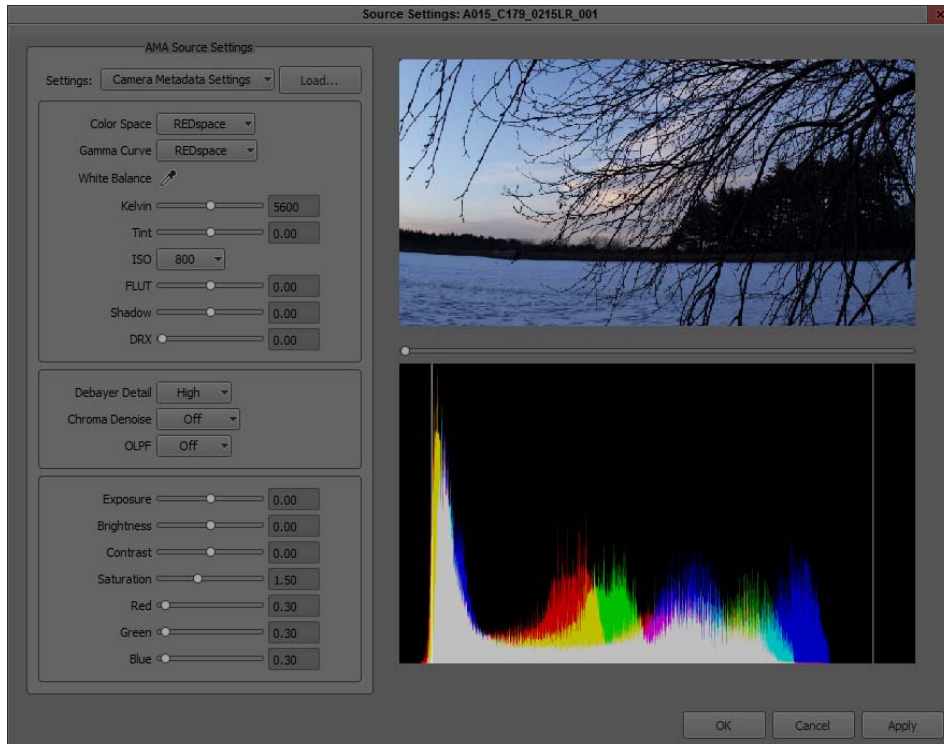 Source Settings: A015_C179_0215LR_001
AMA Source Settings
Settings: Camera Metadata Settings Load...
Color Space REDspace
Gamma Curve REDspace
White Balance
Kelvin 5600
Tint 0.00
ISO 800
FLUT 0.00
Shadow 0.00
DRX 0.00
Debayer Detail High
Chroma Denoise Off
OLPF Off
Exposure 0.00
Brightness 0.00
Contrast 0.00
Saturation 1.50
Red 0.30
Green 0.30
Blue 0.30
OK Cancel Apply